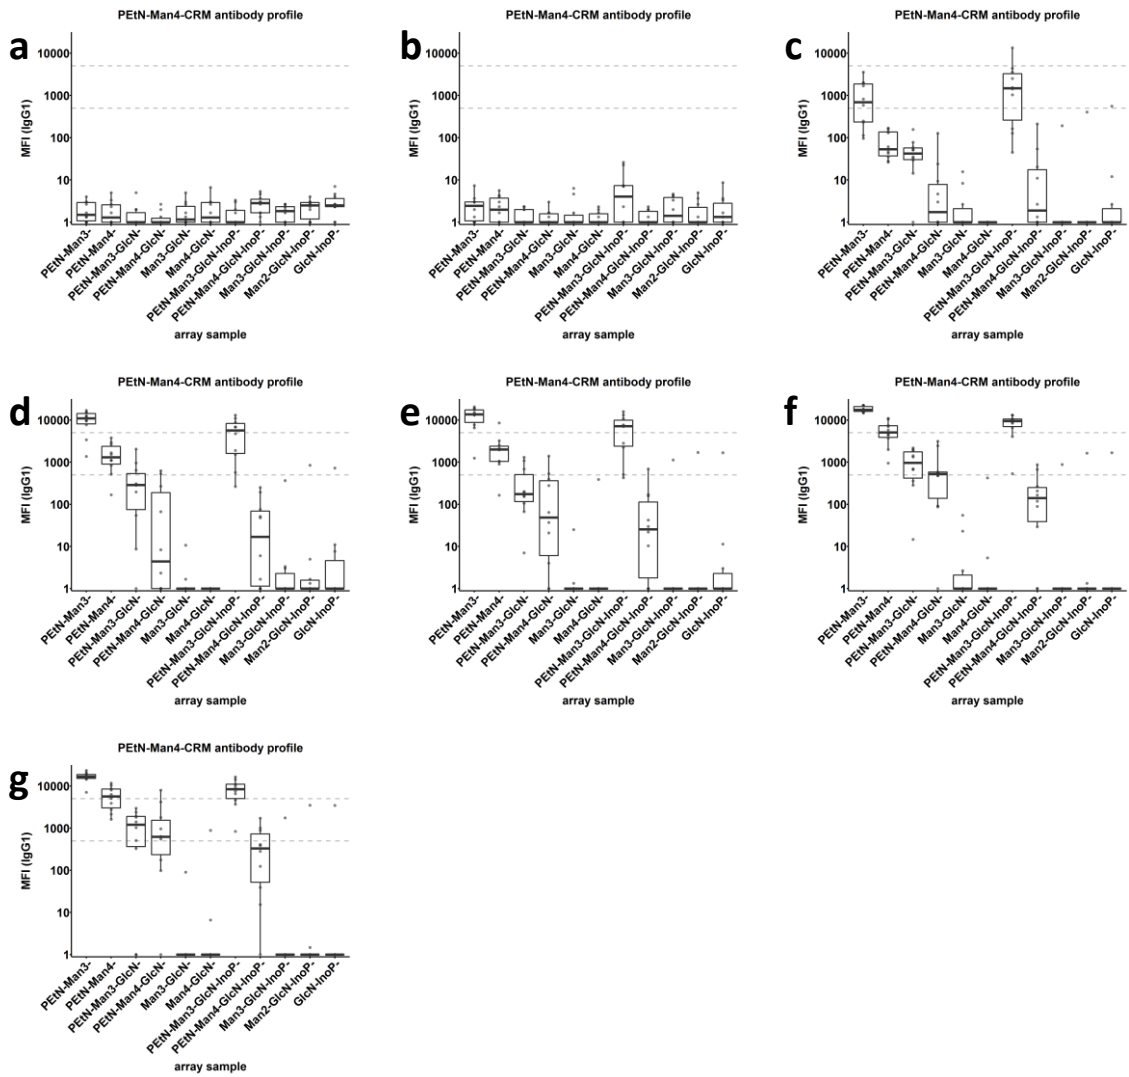 PEtN-Man4-CRM antibody profile
a
MFI (IgG1)
10000
1000
100
10
1
PEtN-Man3-
PEtN-Man4-
PEtN-Man3-GlcN-
PEtN-Man4-GlcN-
Man3-GlcN-
Man4-GlcN-
PEtN-Man3-GlcN-InoP-
PEtN-Man4-GlcN-InoP-
Man3-GlcN-InoP-
Man2-GlcN-InoP-
GlcN-InoP-
array sample
PEtN-Man4-CRM antibody profile
b
MFI (IgG1)
10000
1000
100
10
1
PEtN-Man3-
PEtN-Man4-
PEtN-Man3-GlcN-
PEtN-Man4-GlcN-
Man3-GlcN-
Man4-GlcN-
PEtN-Man3-GlcN-InoP-
PEtN-Man4-GlcN-InoP-
Man3-GlcN-InoP-
Man2-GlcN-InoP-
GlcN-InoP-
array sample
PEtN-Man4-CRM antibody profile
c
MFI (IgG1)
10000
1000
100
10
1
PEtN-Man3-
PEtN-Man4-
PEtN-Man3-GlcN-
PEtN-Man4-GlcN-
Man3-GlcN-
Man4-GlcN-
PEtN-Man3-GlcN-InoP-
PEtN-Man4-GlcN-InoP-
Man3-GlcN-InoP-
Man2-GlcN-InoP-
GlcN-InoP-
array sample
PEtN-Man4-CRM antibody profile
d
MFI (IgG1)
10000
1000
100
10
1
PEtN-Man3-
PEtN-Man4-
PEtN-Man3-GlcN-
PEtN-Man4-GlcN-
Man3-GlcN-
Man4-GlcN-
PEtN-Man3-GlcN-InoP-
PEtN-Man4-GlcN-InoP-
Man3-GlcN-InoP-
Man2-GlcN-InoP-
GlcN-InoP-
array sample
PEtN-Man4-CRM antibody profile
e
MFI (IgG1)
10000
1000
100
10
1
PEtN-Man3-
PEtN-Man4-
PEtN-Man3-GlcN-
PEtN-Man4-GlcN-
Man3-GlcN-
Man4-GlcN-
PEtN-Man3-GlcN-InoP-
PEtN-Man4-GlcN-InoP-
Man3-GlcN-InoP-
Man2-GlcN-InoP-
GlcN-InoP-
array sample
PEtN-Man4-CRM antibody profile
f
MFI (IgG1)
10000
1000
100
10
1
PEtN-Man3-
PEtN-Man4-
PEtN-Man3-GlcN-
PEtN-Man4-GlcN-
Man3-GlcN-
Man4-GlcN-
PEtN-Man3-GlcN-InoP-
PEtN-Man4-GlcN-InoP-
Man3-GlcN-InoP-
Man2-GlcN-InoP-
GlcN-InoP-
array sample
PEtN-Man4-CRM antibody profile
g
MFI (IgG1)
10000
1000
100
10
1
PEtN-Man3-
PEtN-Man4-
PEtN-Man3-GlcN-
PEtN-Man4-GlcN-
Man3-GlcN-
Man4-GlcN-
PEtN-Man3-GlcN-InoP-
PEtN-Man4-GlcN-InoP-
Man3-GlcN-InoP-
Man2-GlcN-InoP-
GlcN-InoP-
array sample